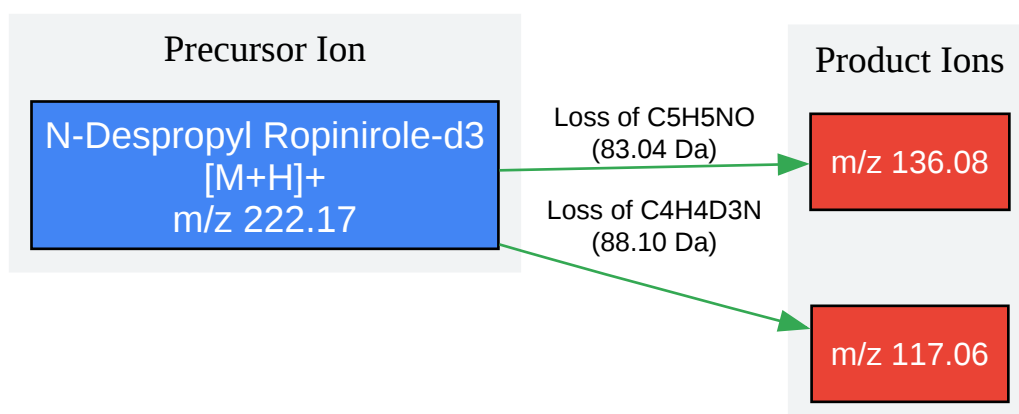 Precursor Ion
N-Despropyl Ropinirole-d3
[M+H]+
m/z 222.17
Loss of C5H5NO
(83.04 Da)
Loss of C4H4D3N
(88.10 Da)
Product Ions
m/z 136.08
m/z 117.06